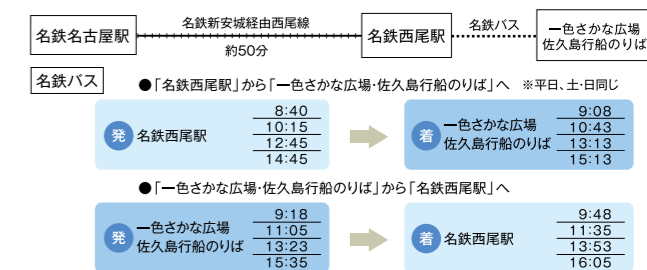 名鉄名古屋駅
名鉄新安城経由西尾線
約50分
名鉄西尾駅
名鉄バス
一色さかな広場
佐久島行船のりば
名鉄バス
●「名鉄西尾駅」から「一色さかな広場・佐久島行船のりば」へ ※平日、土・日同じ
発 名鉄西尾駅
8:40
10:15
12:45
14:45
着 一色さかな広場
佐久島行船のりば
9:08
10:43
13:13
15:13
●「一色さかな広場・佐久島行船のりば」から「名鉄西尾駅」へ
発 一色さかな広場
佐久島行船のりば
9:18
11:05
13:23
15:35
着 名鉄西尾駅
9:48
11:35
13:53
16:05